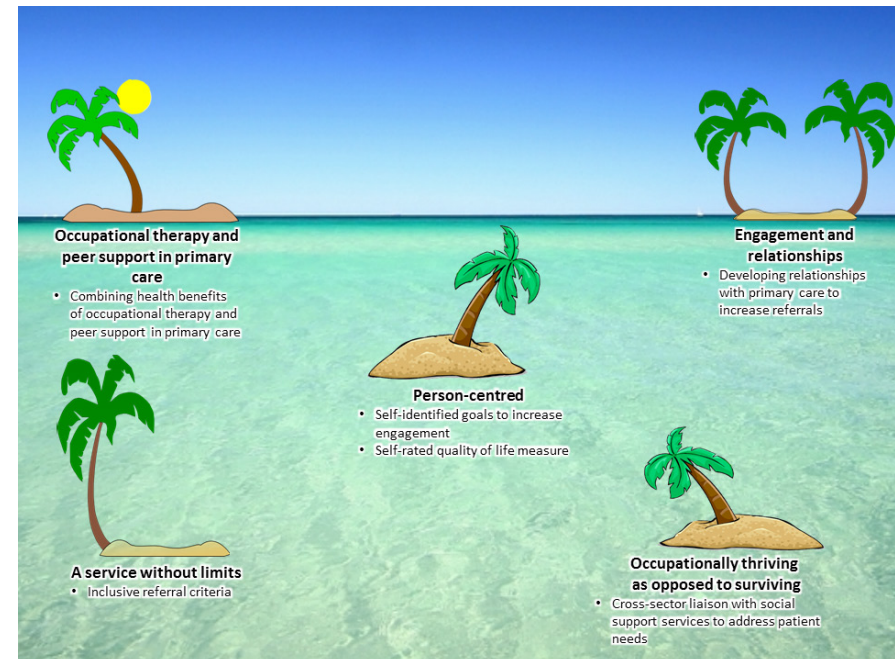 Occupational therapy and
peer support in primary
care
• Combining health benefits
of occupational therapy and
peer support in primary care
Engagement and
relationships
• Developing relationships
with primary care to
increase referrals
Person-centred
• Self-identified goals to increase
engagement
• Self-rated quality of life measure
A service without limits
• Inclusive referral criteria
Occupationally thriving
as opposed to surviving
• Cross-sector liaison with social
support services to address patient
needs